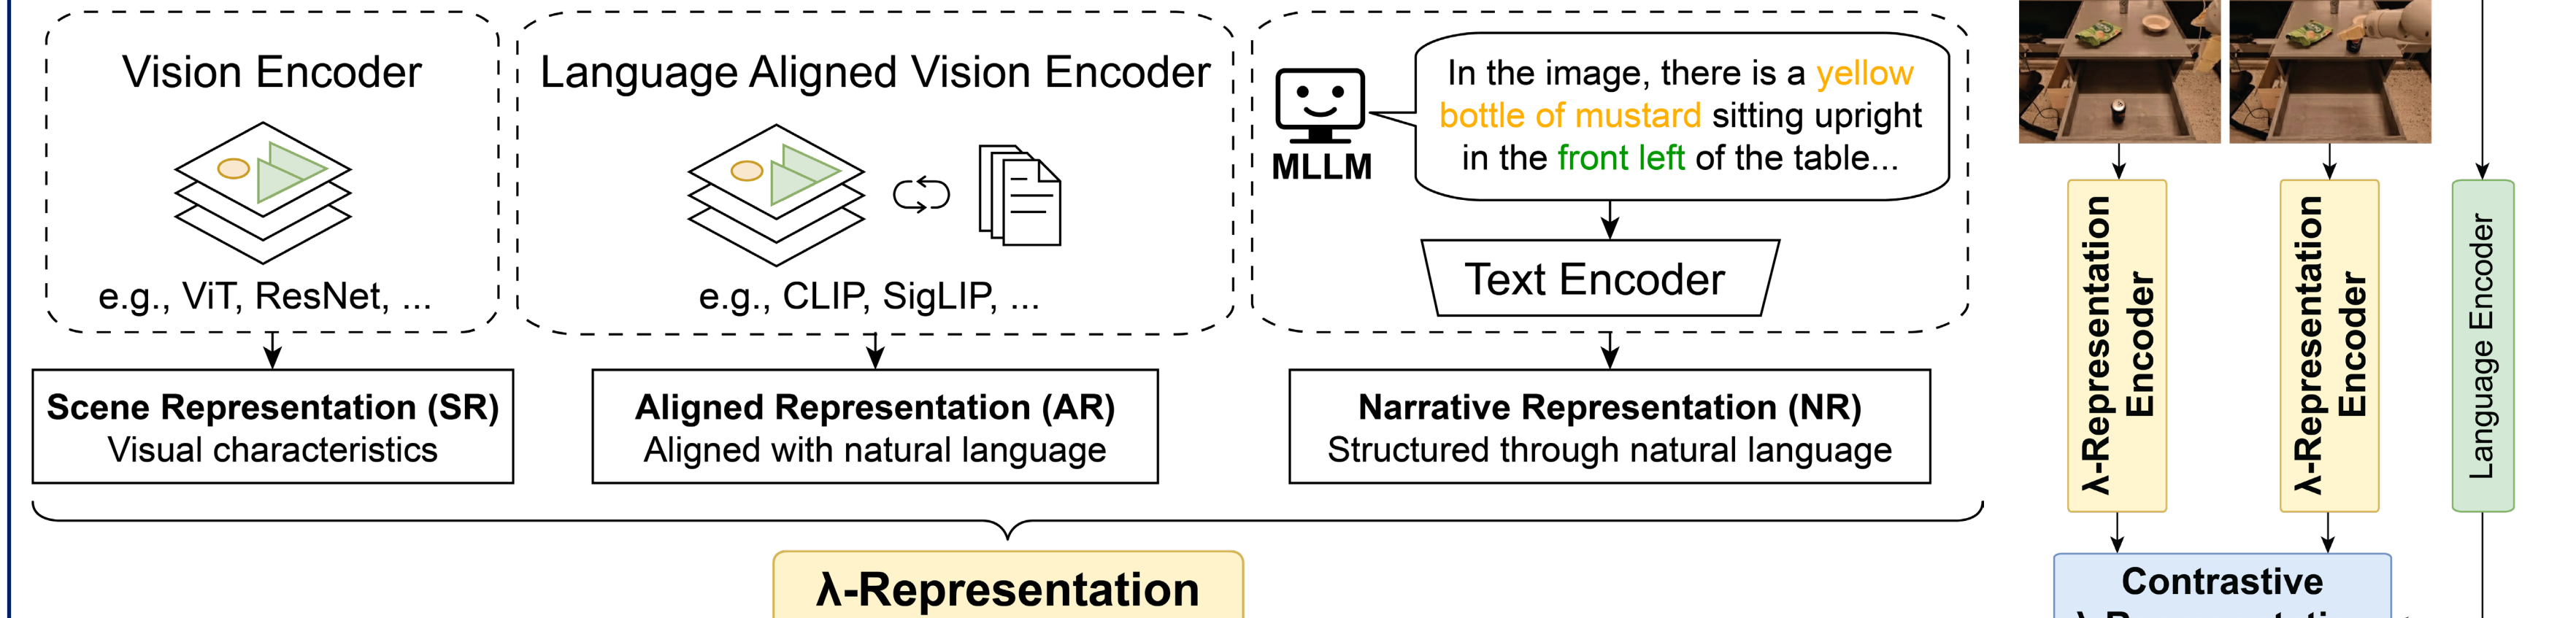 Vision Encoder
e.g., ViT, ResNet, ...
Scene Representation (SR)
Visual characteristics
Language Aligned Vision Encoder
e.g., CLIP, SigLIP, ...
Aligned Representation (AR)
Aligned with natural language
MLLM
In the image, there is a yellow
bottle of mustard sitting upright
in the front left of the table...
Text Encoder
Narrative Representation (NR)
Structured through natural language
λ-Representation
λ-Representation
Encoder
λ-Representation
Encoder
Language Encoder
Contrastive